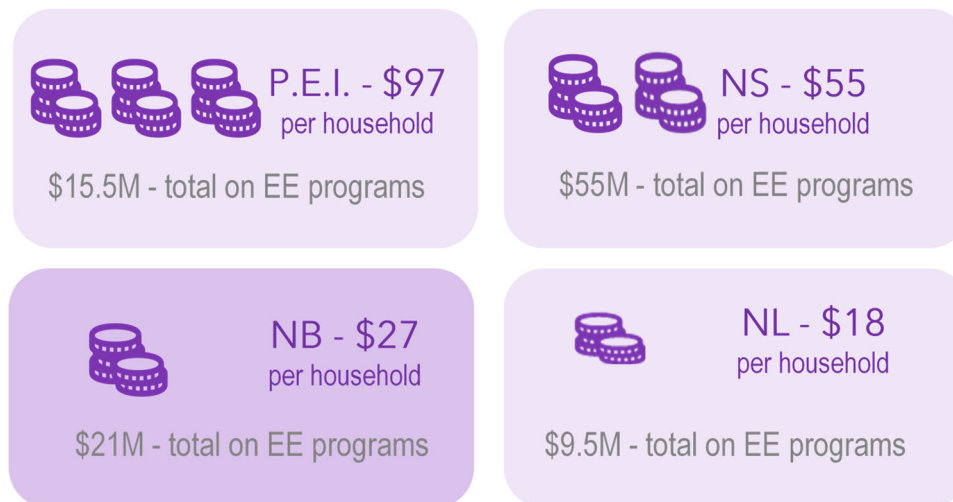 P.E.I. - $97
per household
$15.5M - total on EE programs
NS - $55
per household
$55M - total on EE programs
NB - $27
per household
$21M - total on EE programs
NL - $18
per household
$9.5M - total on EE programs